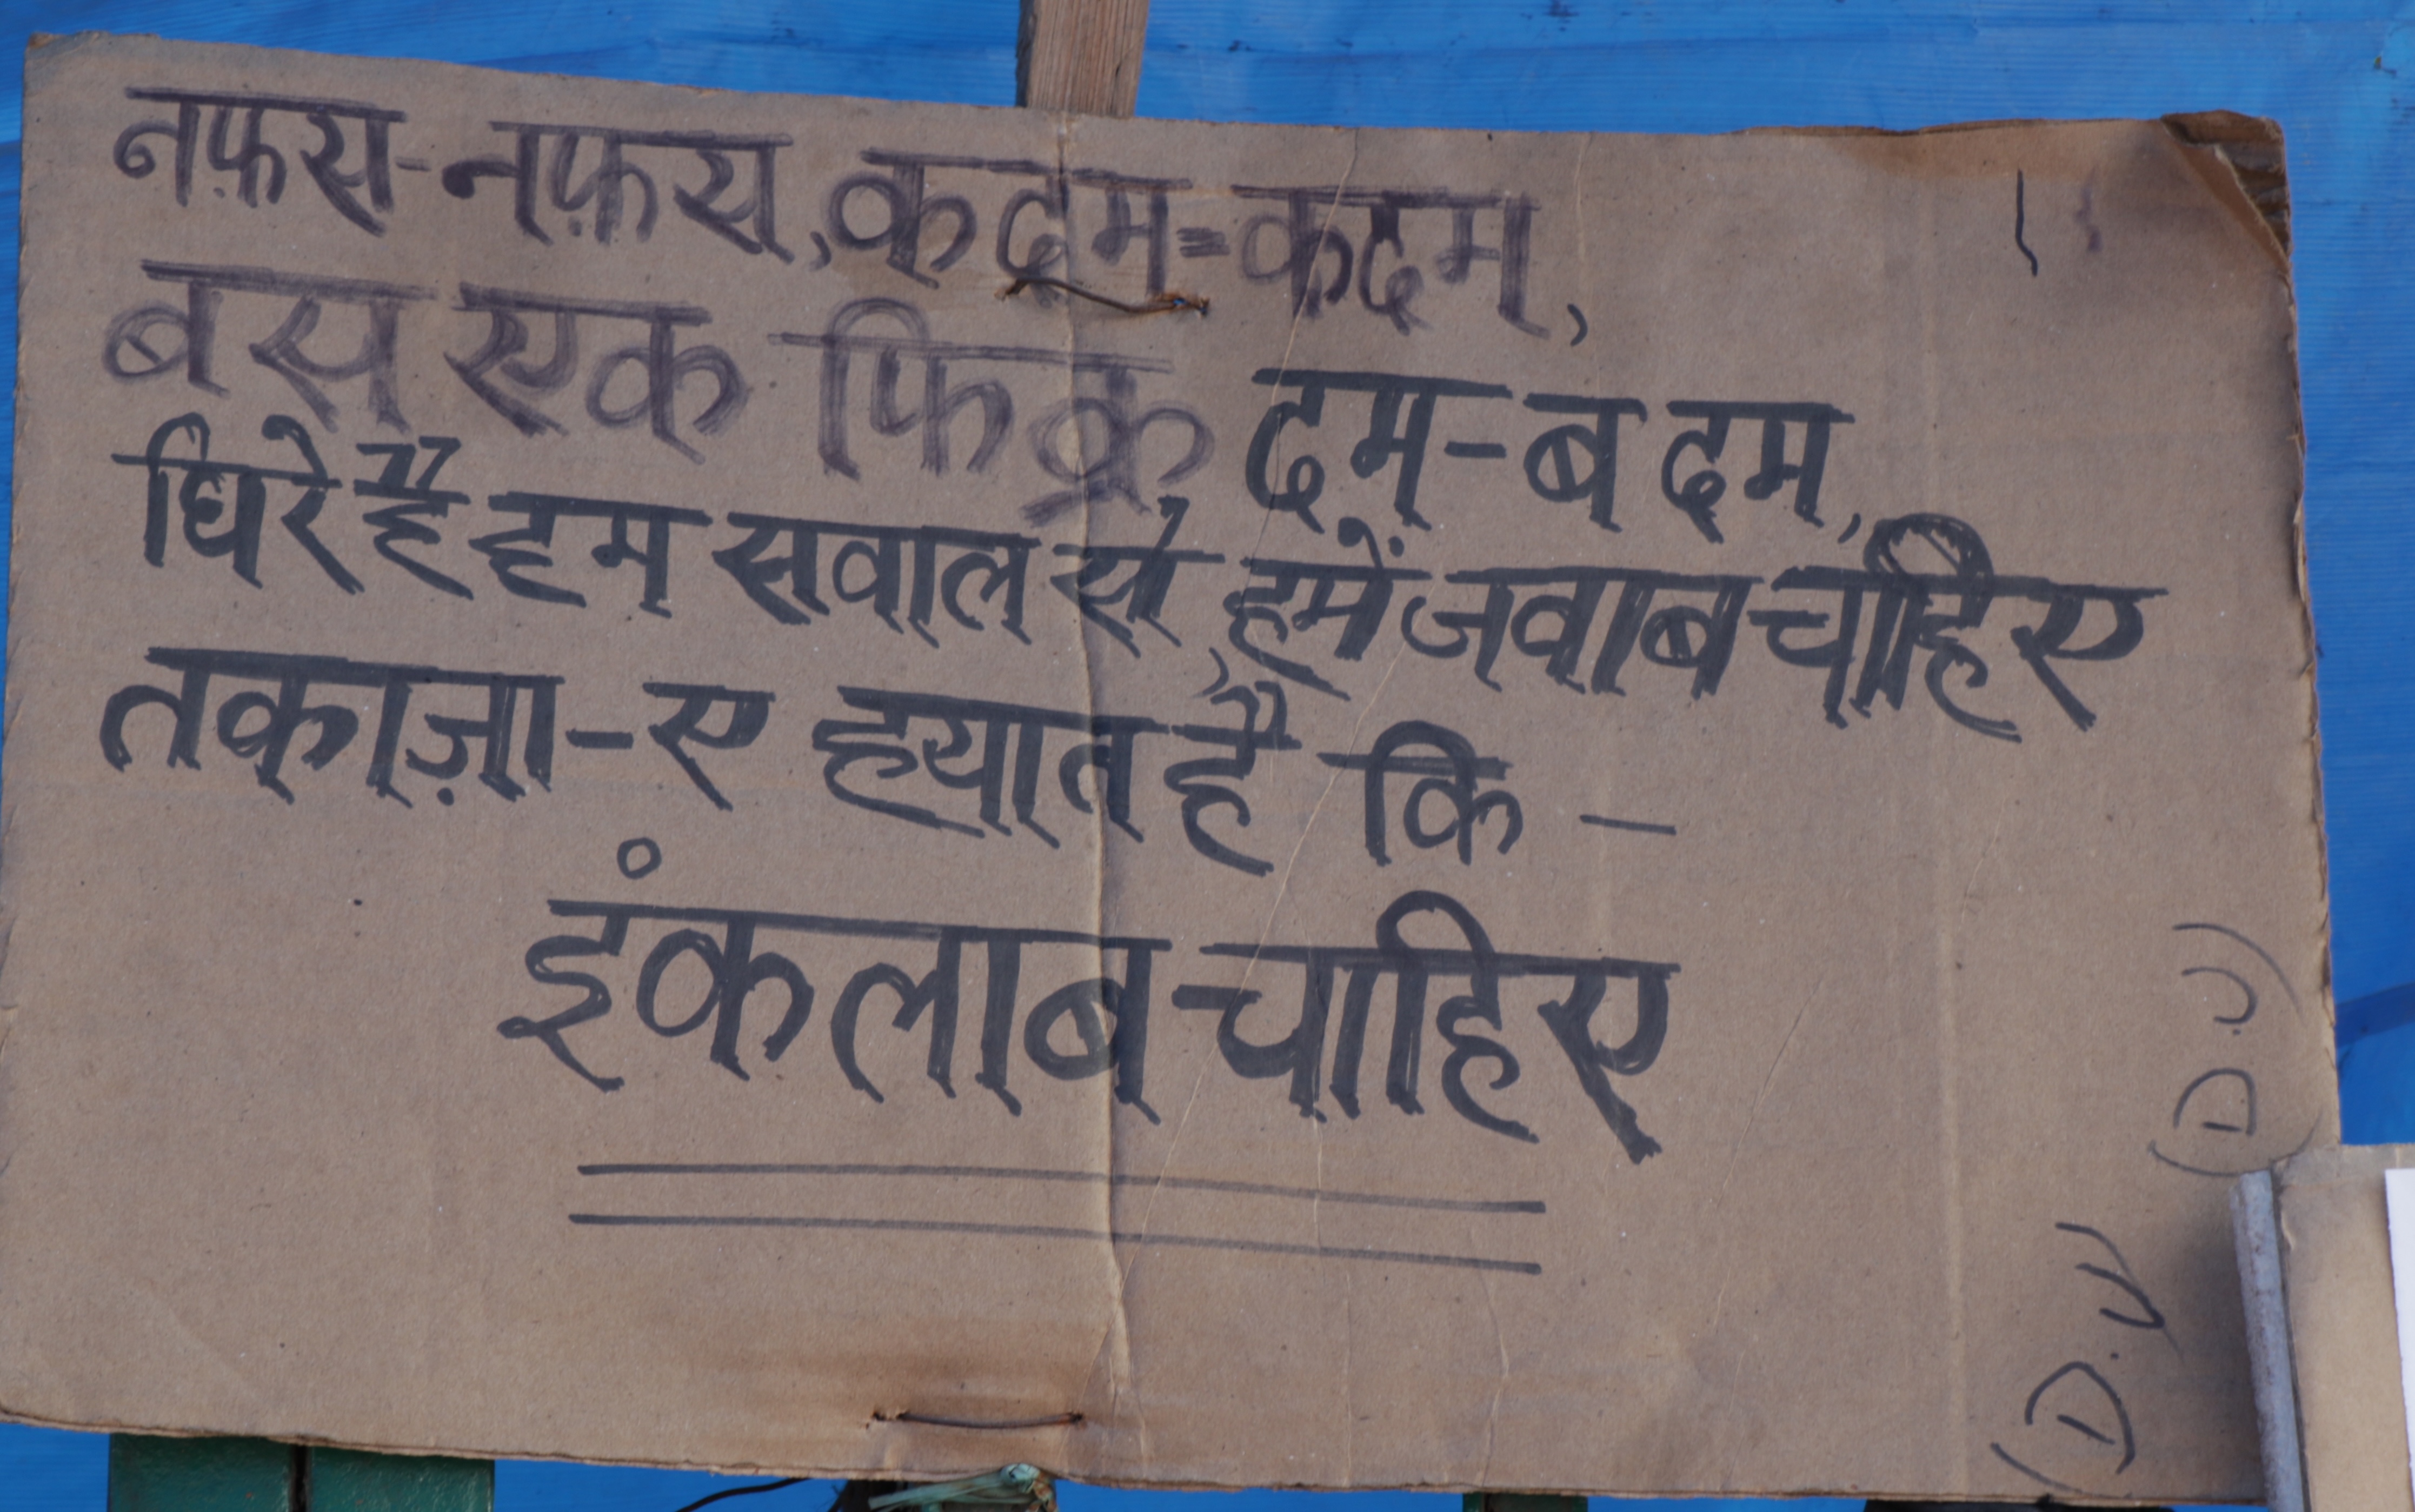 नफ़स-नफ़स, कदम=कदम,
बस एक फिक्र दम-ब दम,
घिरे हैं हम सवाल से, हमें जवाब चाहिए
तकाज़ा-ए हयात है कि –
इंकलाब चाहिए
(D.U)
(D.U)